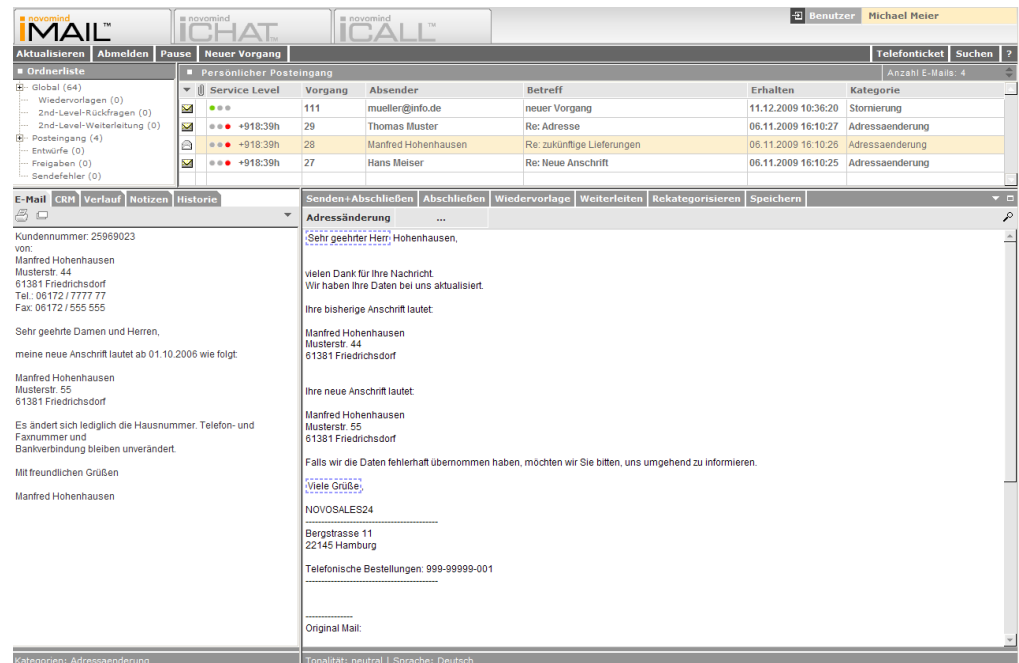 novomind iMAIL™ novomind iCHAT™ novomind iCALL™ Benutzer Michael Meier
Aktualisieren Abmelden Pause Neuer Vorgang Telefonticket Suchen ?
Ordnerliste
Global (64)
Wiedervorlagen (0)
2nd-Level-Rückfragen (0)
2nd-Level-Weiterleitung (0)
Posteingang (4)
Entwürfe (0)
Freigaben (0)
Sendefehler (0)
Persönlicher Posteingang Anzahl E-Mails: 4
Service Level Vorgang Absender Betreff Erhalten Kategorie
111 mueller@info.de neuer Vorgang 11.12.2009 10:36:20 Stornierung
+918:39h 29 Thomas Muster Re: Adresse 06.11.2009 16:10:27 Adressaenderung
+918:39h 28 Manfred Hohenhausen Re: zukünftige Lieferungen 06.11.2009 16:10:26 Adressaenderung
+918:39h 27 Hans Meiser Re: Neue Anschrift 06.11.2009 16:10:25 Adressaenderung
E-Mail CRM Verlauf Notizen Historie
Kundennummer: 25969023
von:
Manfred Hohenhausen
Musterstr. 44
61381 Friedrichsdorf
Tel.: 06172 / 7777 77
Fax: 06172 / 555 555
Sehr geehrte Damen und Herren,
meine neue Anschrift lautet ab 01.10.2006 wie folgt:
Manfred Hohenhausen
Musterstr. 55
61381 Friedrichsdorf
Es ändert sich lediglich die Hausnummer. Telefon- und
Faxnummer und
Bankverbindung bleiben unverändert.
Mit freundlichen Grüßen
Manfred Hohenhausen
Kategorien: Adressaenderung
Senden+Abschließen Abschließen Wiedervorlage Weiterleiten Rekategorisieren Speichern
Adressänderung ...
Sehr geehrter Herr Hohenhausen,
vielen Dank für Ihre Nachricht.
Wir haben Ihre Daten bei uns aktualisiert.
Ihre bisherige Anschrift lautet:
Manfred Hohenhausen
Musterstr. 44
61381 Friedrichsdorf
Ihre neue Anschrift lautet:
Manfred Hohenhausen
Musterstr. 55
61381 Friedrichsdorf
Falls wir die Daten fehlerhaft übernommen haben, möchten wir Sie bitten, uns umgehend zu informieren.
Viele Grüße,
NOVOSALES24
------------------------------------------
Bergstrasse 11
22145 Hamburg
Telefonische Bestellungen: 999-99999-001
------------------------------------------
---------------
Original Mail:
Tonalität: neutral | Sprache: Deutsch